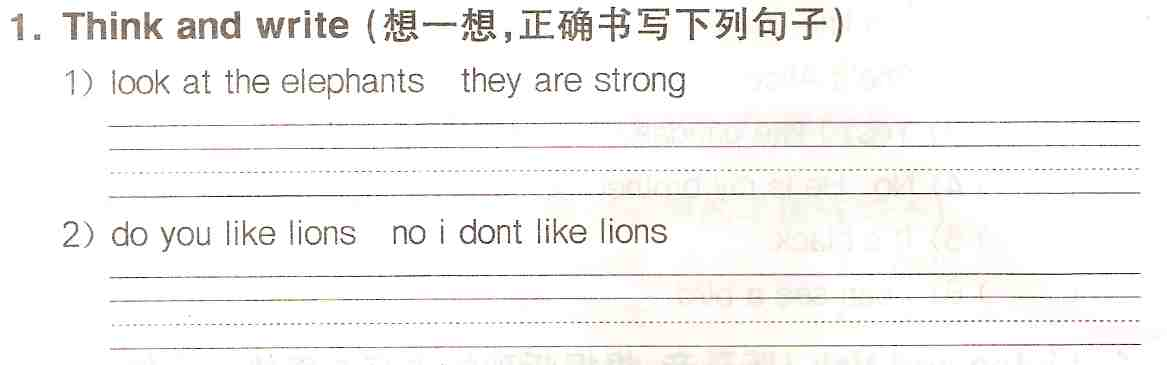 1. Think and write (想一想,正确书写下列句子)
1) look at the elephants they are strong
2) do you like lions no i dont like lions